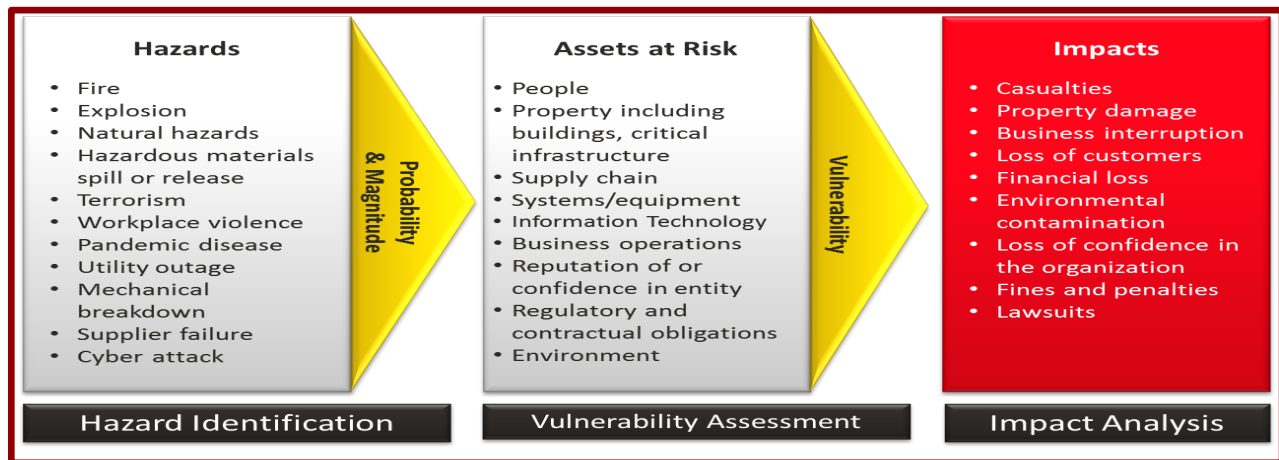 Hazards
• Fire
• Explosion
• Natural hazards
• Hazardous materials
spill or release
• Terrorism
• Workplace violence
• Pandemic disease
• Utility outage
• Mechanical
breakdown
• Supplier failure
• Cyber attack
Probability
& Magnitude
Hazard Identification
Assets at Risk
• People
• Property including
buildings, critical
infrastructure
• Supply chain
• Systems/equipment
• Information Technology
• Business operations
• Reputation of or
confidence in entity
• Regulatory and
contractual obligations
• Environment
Vulnerability
Vulnerability Assessment
Impacts
• Casualties
• Property damage
• Business interruption
• Loss of customers
• Financial loss
• Environmental
contamination
• Loss of confidence in
the organization
• Fines and penalties
• Lawsuits
Impact Analysis